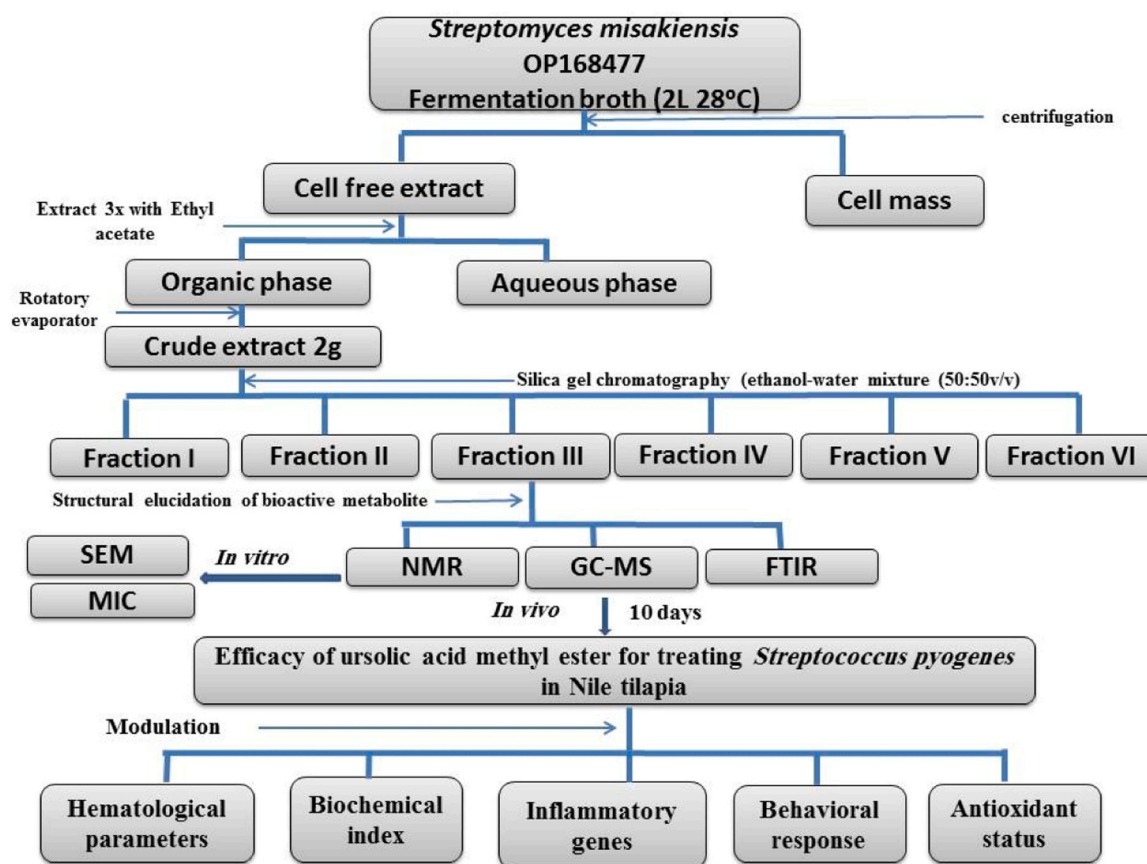 Streptomyces misakiensis
OP168477
Fermentation broth (2L 28ºC)
centrifugation
Cell free extract
Cell mass
Extract 3x with Ethyl
acetate
Organic phase
Aqueous phase
Rotatory
evaporator
Crude extract 2g
Silica gel chromatography (ethanol-water mixture (50:50v/v)
Fraction I
Fraction II
Fraction III
Fraction IV
Fraction V
Fraction VI
Structural elucidation of bioactive metabolite
SEM
MIC
In vitro
NMR
GC-MS
FTIR
In vivo
10 days
Efficacy of ursolic acid methyl ester for treating Streptococcus pyogenes
in Nile tilapia
Modulation
Hematological
parameters
Biochemical
index
Inflammatory
genes
Behavioral
response
Antioxidant
status